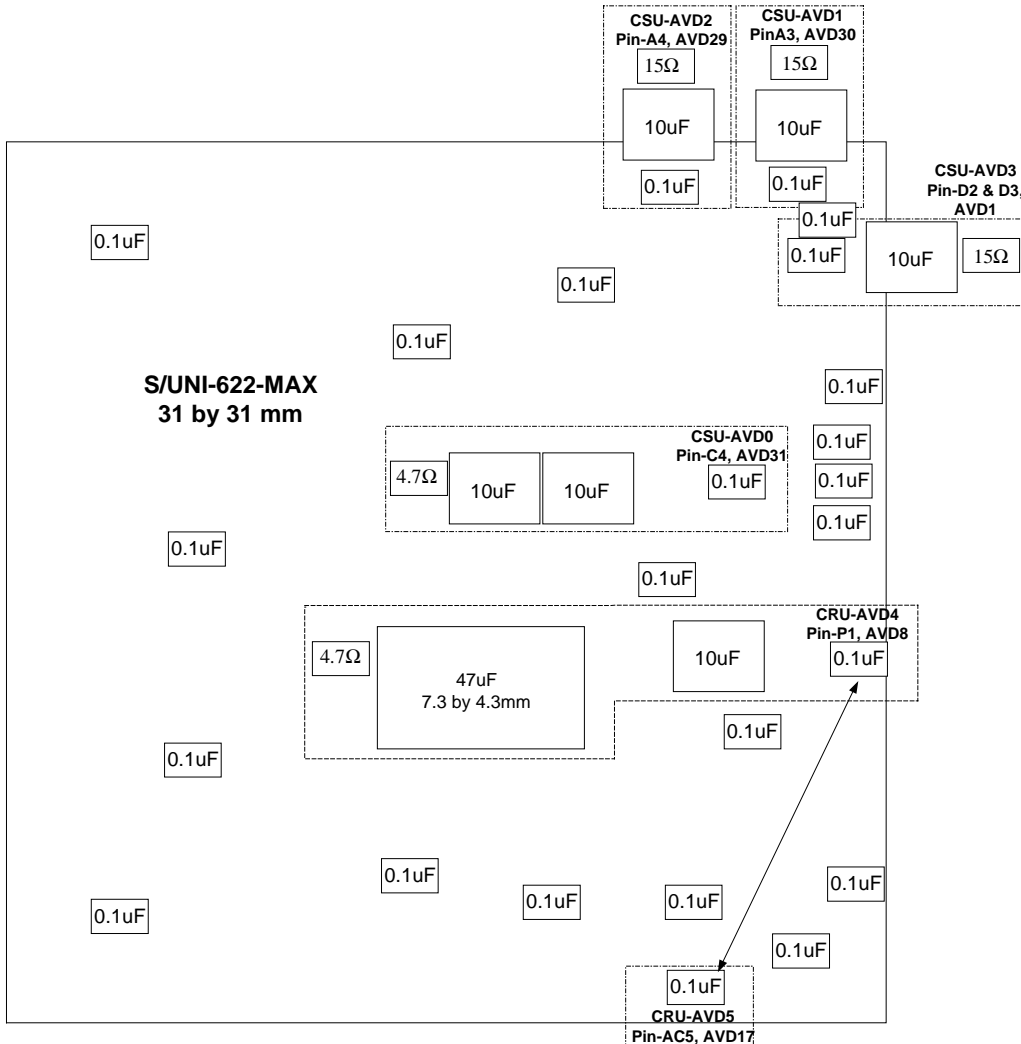 CSU-AVD2
Pin-A4, AVD29
15Ω
10uF
0.1uF
CSU-AVD1
PinA3, AVD30
15Ω
10uF
0.1uF
CSU-AVD3
Pin-D2 & D3,
AVD1
0.1uF
0.1uF
10uF
15Ω
0.1uF
0.1uF
0.1uF
S/UNI-622-MAX
31 by 31 mm
0.1uF
0.1uF
0.1uF
0.1uF
CSU-AVD0
Pin-C4, AVD31
4.7Ω
10uF
10uF
0.1uF
0.1uF
0.1uF
CRU-AVD4
Pin-P1, AVD8
4.7Ω
47uF
7.3 by 4.3mm
10uF
0.1uF
0.1uF
0.1uF
0.1uF
0.1uF
0.1uF
0.1uF
0.1uF
0.1uF
0.1uF
CRU-AVD5
Pin-AC5, AVD17